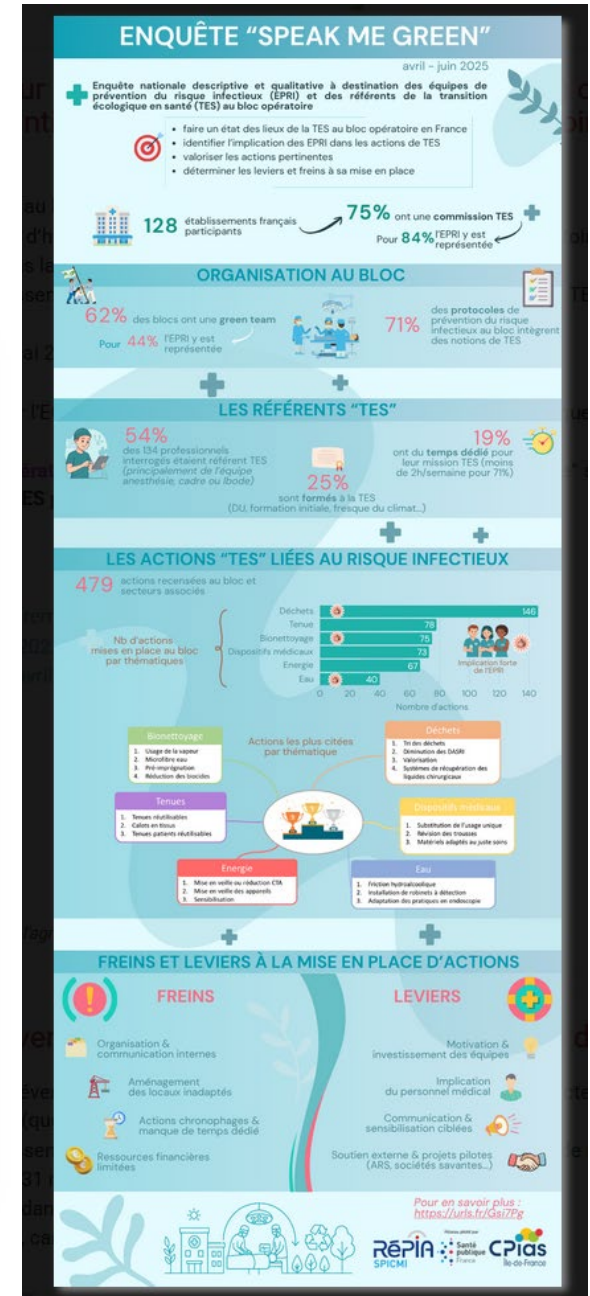 ENQUÊTE “SPEAK ME GREEN”
avril - juin 2025
Enquête nationale descriptive et qualitative à destination des équipes de
prévention du risque infectieux (EPRI) et des référents de la transition
écologique en santé (TES) au bloc opératoire
• faire un état des lieux de la TES au bloc opératoire en France
• identifier l'implication des EPRI dans les actions de TES
• valoriser les actions pertinentes
• déterminer les leviers et freins à sa mise en place
128 établissements français
participants
75% ont une commission TES
Pour 84% l'EPRI y est
représentée
ORGANISATION AU BLOC
62% des blocs ont une green team
Pour 44% l'EPRI y est
représentée
71% des protocoles de
prévention du risque
infectieux au bloc intègrent
des notions de TES
LES RÉFÉRENTS “TES”
54%
des 134 professionnels
interrogés étaient référent TES
(principalement de l'équipe
anesthésie, cadre ou Ibode)
25%
sont formés à la TES
(DU, formation initiale, fresque du climat...)
19%
ont du temps dédié pour
leur mission TES (moins
de 2h/semaine pour 71%)
LES ACTIONS “TES” LIÉES AU RISQUE INFECTIEUX
479 actions recensées au bloc et
secteurs associés
Nb d'actions
mises en place au bloc
par thématiques
Déchets 146
Tenue 78
Bionettoyage 75
Dispositifs médicaux 73
Energie 67
Eau 40
0 20 40 60 80 100 120 140
Nombre d'actions
Implication forte
de l'EPRI
Actions les plus citées
par thématique
Bionettoyage
1. Usage de la vapeur
2. Microfibre eau
3. Pré-imprégnation
4. Réduction des biocides
Déchets
1. Tri des déchets
2. Diminution des DASRI
3. Valorisation
4. Systèmes de récupération des
liquides chirurgicaux
Tenues
1. Tenues réutilisables
2. Calots en tissus
3. Tenues patients réutilisables
Dispositifs médicaux
1. Substitution de l'usage unique
2. Révision des trousses
3. Matériels adaptés au juste soins
Energie
1. Mise en veille ou réduction CTA
2. Mise en veille des appareils
3. Sensibilisation
Eau
1. Friction hydroalcoolique
2. Installation de robinets à détection
3. Adaptation des pratiques en endoscopie
FREINS ET LEVIERS À LA MISE EN PLACE D'ACTIONS
FREINS
Organisation &
communication internes
Aménagement
des locaux inadaptés
Actions chronophages &
manque de temps dédié
Ressources financières
limitées
LEVIERS
Motivation &
investissement des équipes
Implication
du personnel médical
Communication &
sensibilisation ciblées
Soutien externe & projets pilotes
(ARS, sociétés savantes...)
Pour en savoir plus :
https://urls.fr/Gsi7Pg
RéPIA
SPICMI
Santé
publique
France
CPias
Île-de-France